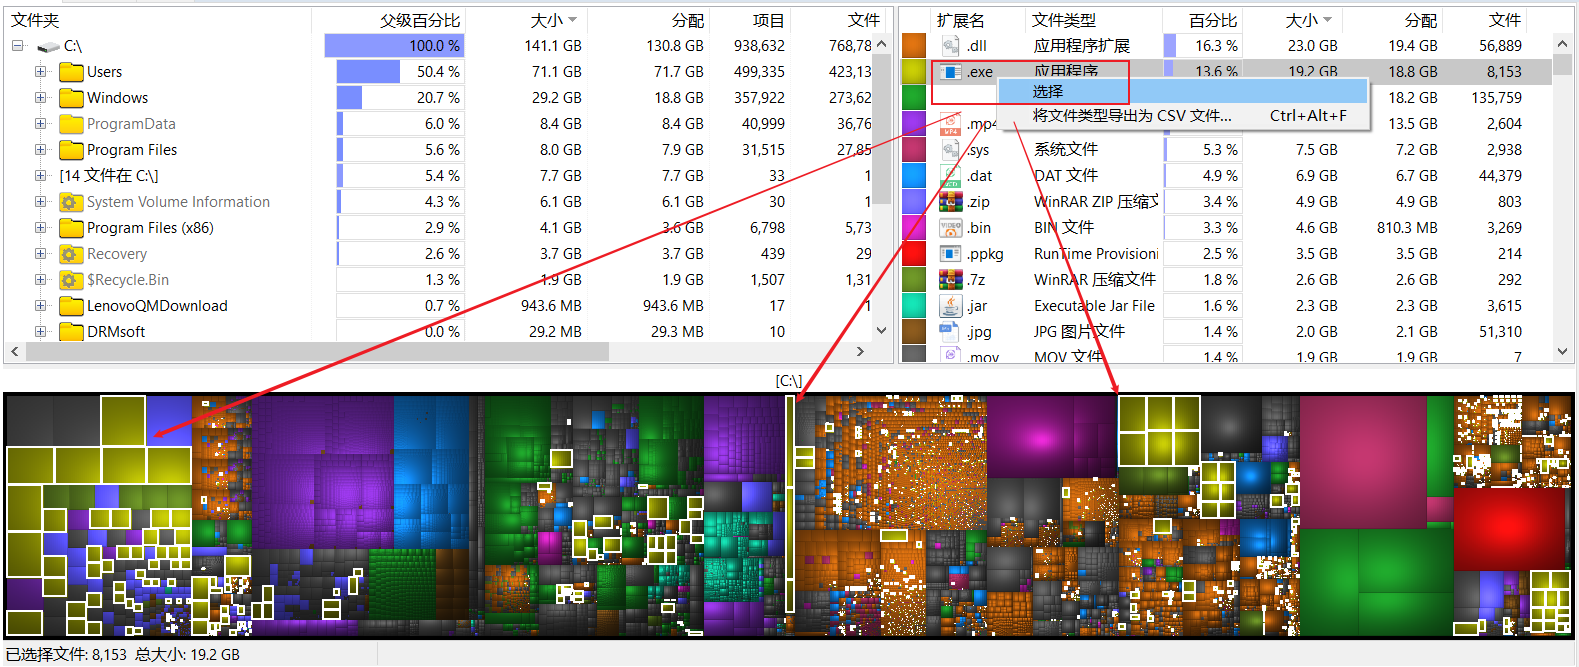 文件夹 父级百分比 大小 分配 项目 文件
C:\ 100.0 % 141.1 GB 130.8 GB 938,632 768,78
Users 50.4 % 71.1 GB 71.7 GB 499,335 423,13
Windows 20.7 % 29.2 GB 18.8 GB 357,922 273,62
ProgramData 6.0 % 8.4 GB 8.4 GB 40,999 36,76
Program Files 5.6 % 8.0 GB 7.9 GB 31,515 27,85
[14 文件在 C:\] 5.4 % 7.7 GB 7.7 GB 33 1
System Volume Information 4.3 % 6.1 GB 6.1 GB 30 1
Program Files (x86) 2.9 % 4.1 GB 3.6 GB 6,798 5,73
Recovery 2.6 % 3.7 GB 3.7 GB 439 29
$Recycle.Bin 1.3 % 1.9 GB 1.9 GB 1,507 1,31
LenovoQMDownload 0.7 % 943.6 MB 943.6 MB 17 1
DRMsoft 0.0 % 29.2 MB 29.3 MB 10
扩展名 文件类型 百分比 大小 分配 文件
.dll 应用程序扩展 16.3 % 23.0 GB 19.4 GB 56,889
.exe 应用程序 13.6 % 19.2 GB 18.8 GB 8,153
选择 18.2 GB 135,759
将文件类型导出为 CSV 文件... Ctrl+Alt+F
.mp4 13.5 GB 2,604
.sys 系统文件 5.3 % 7.5 GB 7.2 GB 2,938
.dat DAT 文件 4.9 % 6.9 GB 6.7 GB 44,379
.zip WinRAR ZIP 压缩文 3.4 % 4.9 GB 4.9 GB 803
.bin BIN 文件 3.3 % 4.6 GB 810.3 MB 3,269
.ppkg RunTime Provisioni 2.5 % 3.5 GB 3.5 GB 214
.7z WinRAR 压缩文件 1.8 % 2.6 GB 2.6 GB 292
.jar Executable Jar File 1.6 % 2.3 GB 2.3 GB 3,615
.jpg JPG 图片文件 1.4 % 2.0 GB 2.1 GB 51,310
.mov MOV 文件 1.4 % 1.9 GB 1.9 GB 7
[C:\]
已选择文件: 8,153 总大小: 19.2 GB